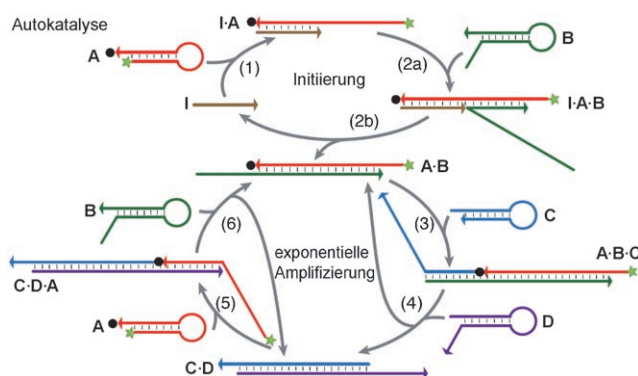 Autokatalyse
I·A
A
B
(1)
Initiierung
(2a)
I
I·A·B
(2b)
A·B
B
(6)
(3)
C
exponentielle
Amplifizierung
A·B·C
C·D·A
(5)
(4)
A
D
C·D